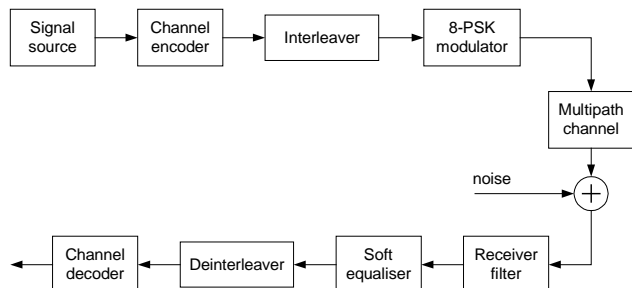 Signal
source
Channel
encoder
Interleaver
8-PSK
modulator
Multipath
channel
noise
+
Channel
decoder
Deinterleaver
Soft
equaliser
Receiver
filter